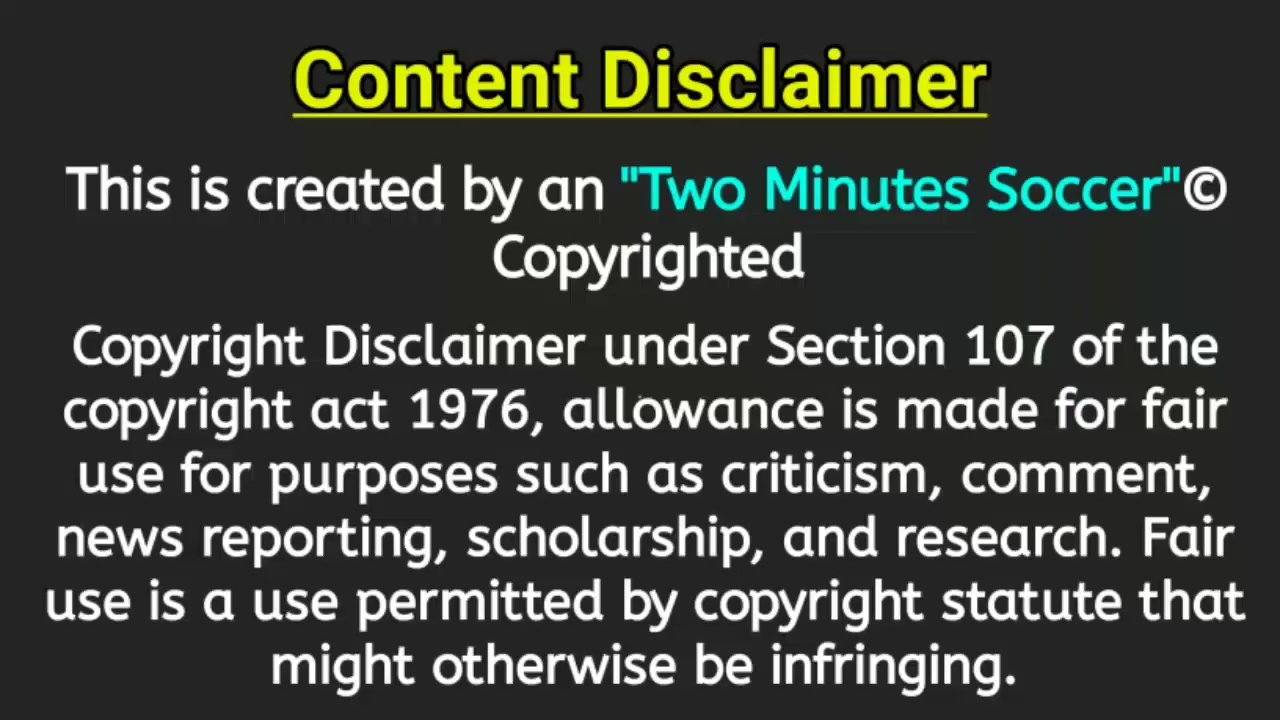 Content Disclaimer
This is created by an "Two Minutes Soccer"©
Copyrighted
Copyright Disclaimer under Section 107 of the
copyright act 1976, allowance is made for fair
use for purposes such as criticism, comment,
news reporting, scholarship, and research. Fair
use is a use permitted by copyright statute that
might otherwise be infringing.